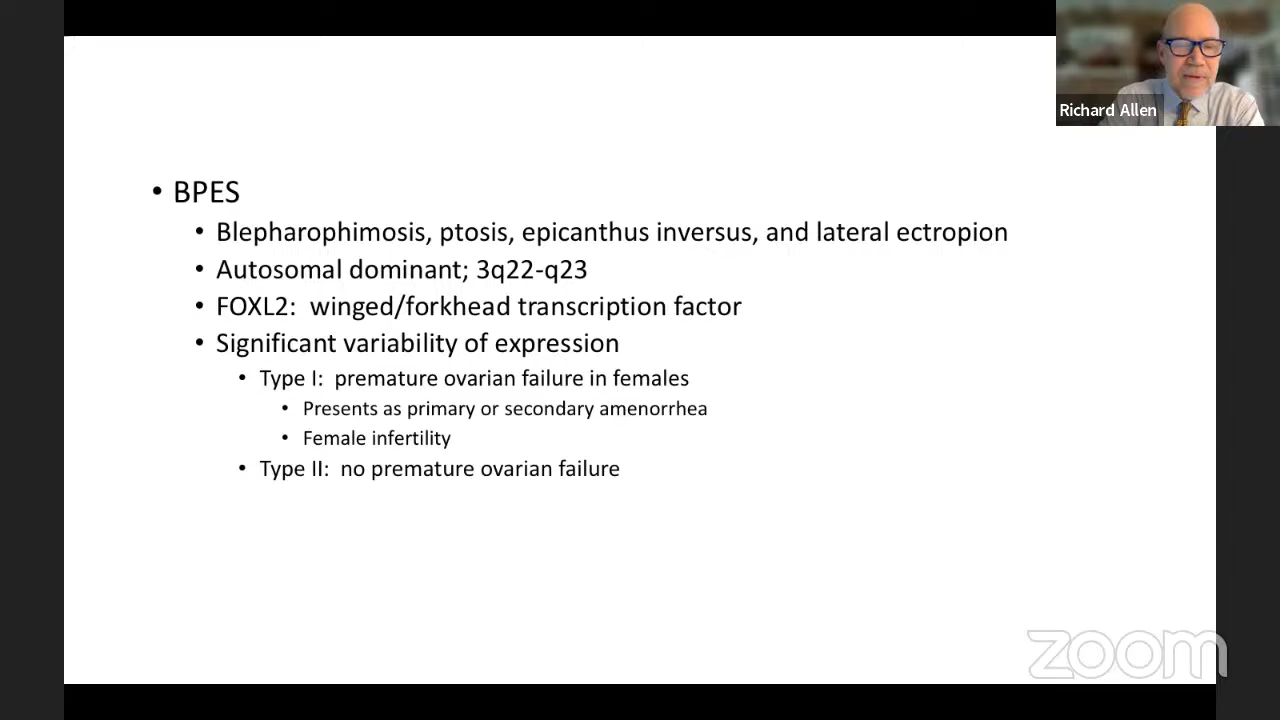 Richard Allen
• BPES
• Blepharophimosis, ptosis, epicanthus inversus, and lateral ectropion
• Autosomal dominant; 3q22-q23
• FOXL2:  winged/forkhead transcription factor
• Significant variability of expression
• Type I:  premature ovarian failure in females
• Presents as primary or secondary amenorrhea
• Female infertility
• Type II:  no premature ovarian failure
zoom